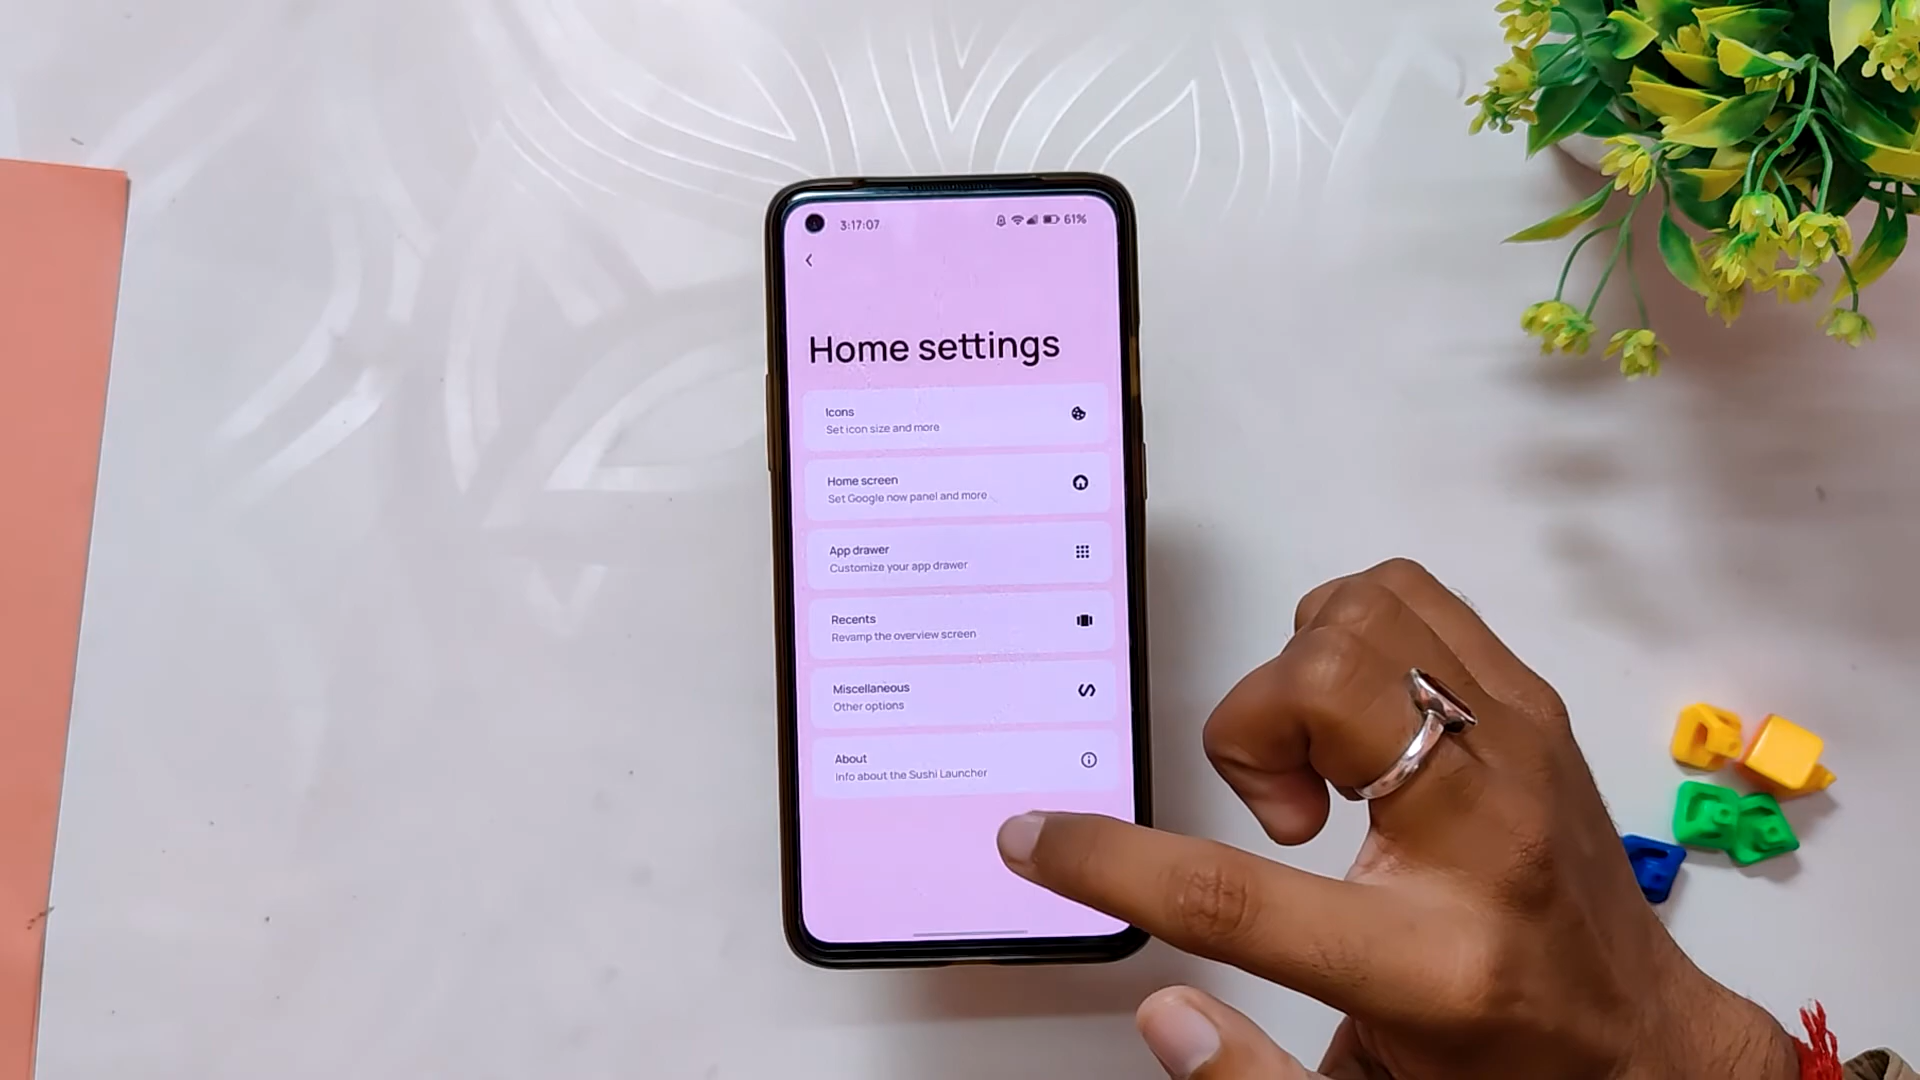 3:17:07
61%
Home settings
Icons
Set icon size and more
Home screen
Set Google now panel and more
App drawer
Customize your app drawer
Recents
Revamp the overview screen
Miscellaneous
Other options
About
Info about the Sushi Launcher